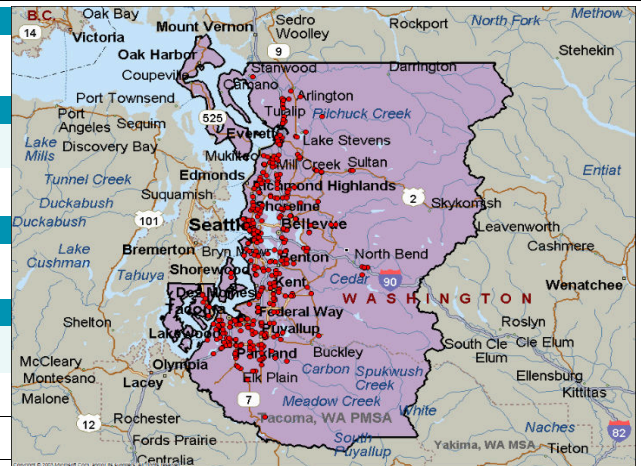 Oak Bay
B.C.
14
Victoria
Mount Vernon
Sedro
Woolley
Rockport
North Fork
Methow
Oak Harbor
9
Stehekin
Coupeville
Stanwood
Darrington
Camano
Port Townsend
Arlington
Tulalip
Pilchuck Creek
Port
Angeles
Sequim
525
Everett
Lake Stevens
Lake
Mills
Discovery Bay
Mukilteo
Mill Creek
Sultan
Entiat
Tunnel Creek
Edmonds
Richmond Highlands
Suquamish
2
Duckabush
Shoreline
Skykomish
Duckabush
101
Seattle
Bellevue
Leavenworth
Cashmere
Lake
Cushman
Bremerton
Bryn Mawr
North Bend
Renton
Tahuya
Shorewood
Cedar
90
Wenatchee
Kent
Des Moines
WASHINGTON
Tacoma
Federal Way
Shelton
Roslyn
Lakewood
Puyallup
South Cle
Elum
Cle Elum
McCleary
Parkland
Buckley
Olympia
Carbon
Spukwush
Creek
Montesano
Elk Plain
Ellensburg
Lacey
Kittitas
Malone
7
Meadow Creek
White
12
Rochester
Tacoma, WA PMSA
Naches
82
Fords Prairie
South
Puyallup
Yakima, WA MSA
Tieton
Centralia